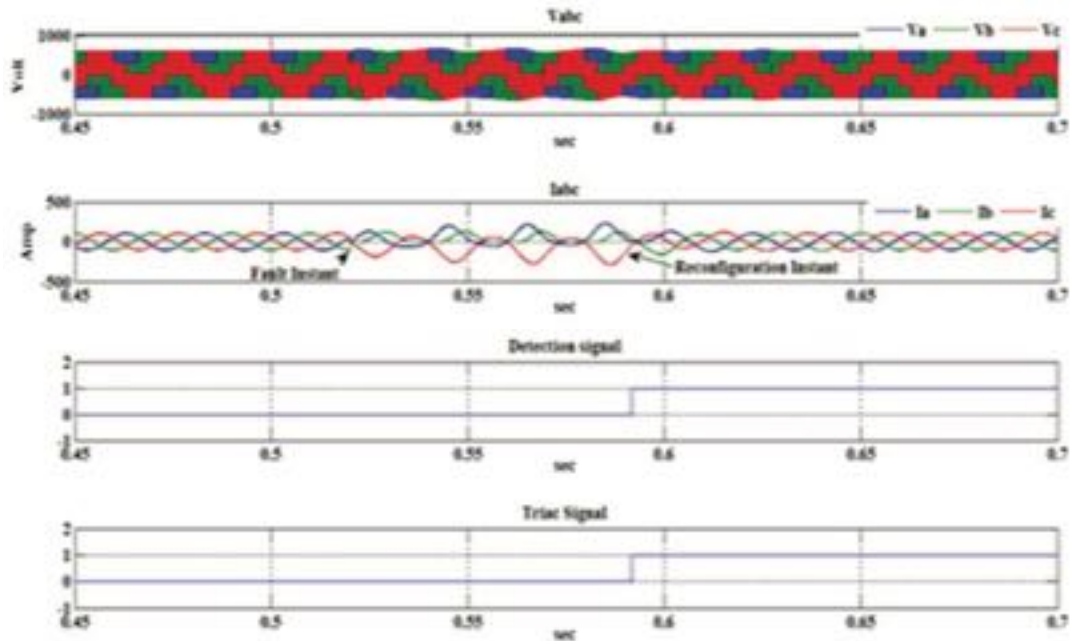 Vabc
Va Vb Vc
1000
0
-1000
Volt
0.45 0.5 0.55 0.6 0.65 0.7
sec
Iabc
Ia Ib Ic
500
0
-500
Amp
Fault Instant
Reconfiguration Instant
0.45 0.5 0.55 0.6 0.65 0.7
sec
Detection signal
2
1
0
0.45 0.5 0.55 0.6 0.65 0.7
sec
Triac Signal
2
1
0
0.45 0.5 0.55 0.6 0.65 0.7
sec